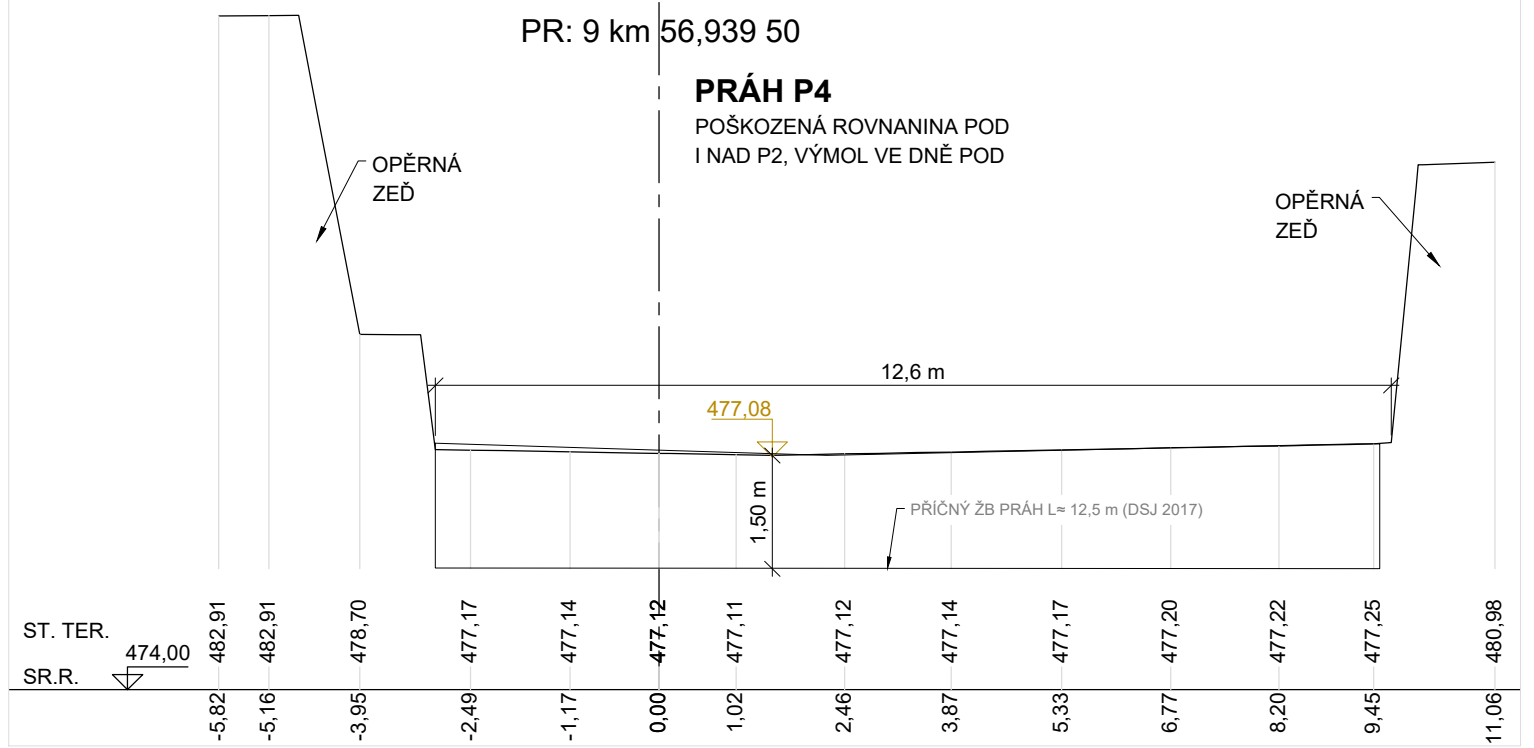 PR: 9 km 56,939 50
PRÁH P4
POŠKOZENÁ ROVNANINA POD
I NAD P2, VÝMOL VE DNĚ POD
OPĚRNÁ
ZEĎ
OPĚRNÁ
ZEĎ
12,6 m
477,08
1,50 m
PŘÍČNÝ ŽB PRÁH L≈ 12,5 m (DSJ 2017)
ST. TER.
482,91
482,91
478,70
477,17
477,14
477,12
477,11
477,12
477,14
477,17
477,20
477,22
477,25
480,98
474,00
SR.R.
-5,82
-5,16
-3,95
-2,49
-1,17
0,00
1,02
2,46
3,87
5,33
6,77
8,20
9,45
11,06